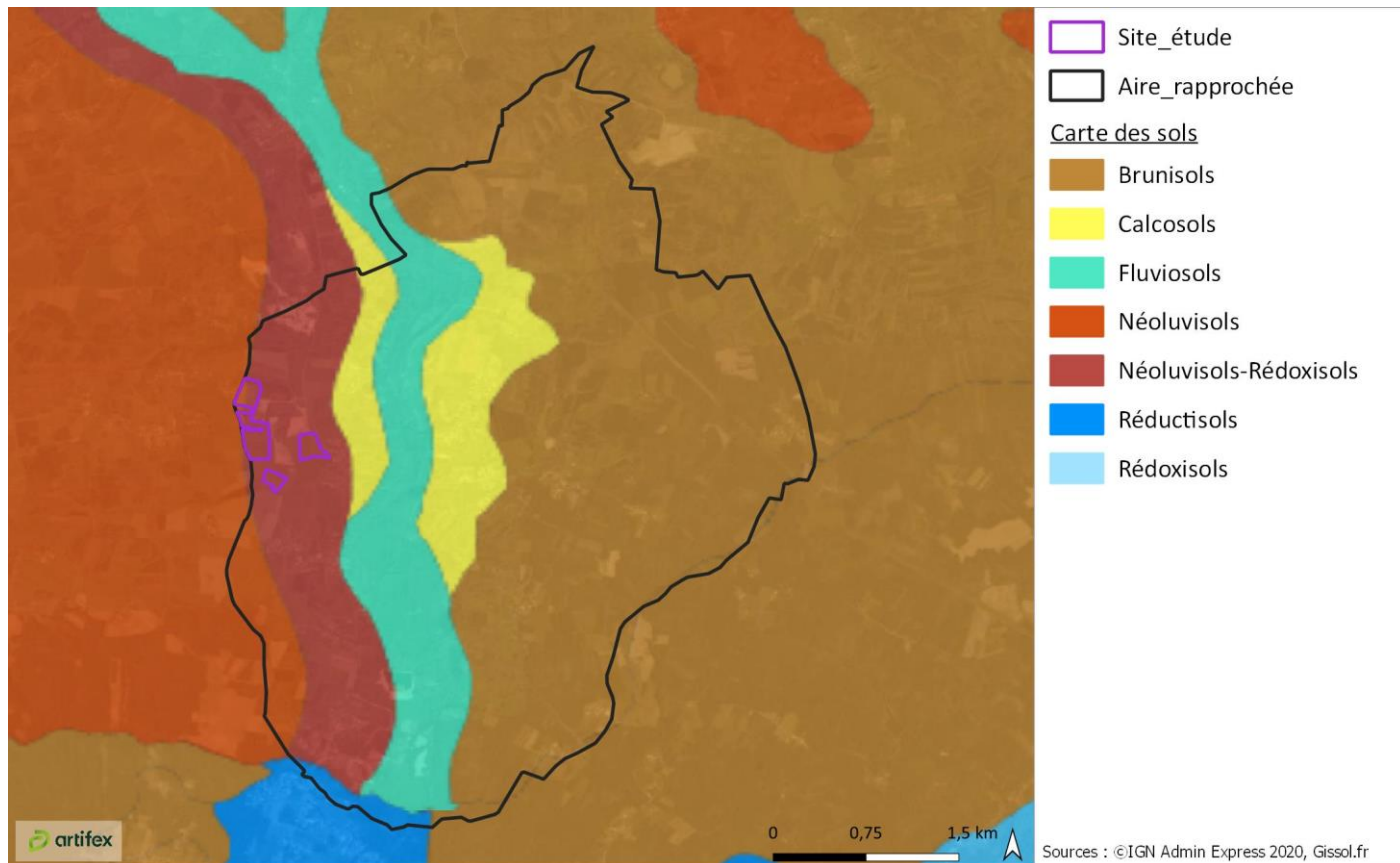 Site_étude
Aire_rapprochée
Carte des sols
Brunisols
Calcosols
Fluviosols
Néoluvisols
Néoluvisols-Rédoxisols
Réductisols
Rédoxisols
artifex
0 0,75 1,5 km
Sources : ©IGN Admin Express 2020, Gissol.fr